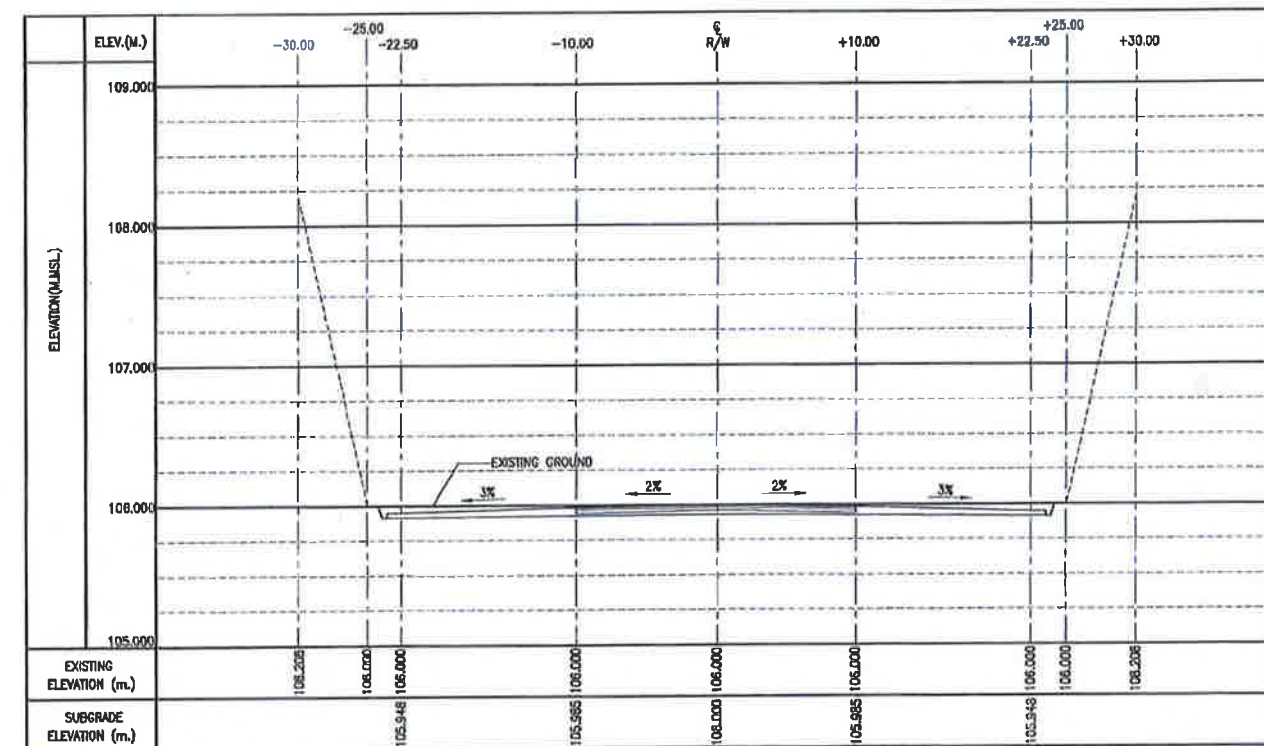 ELEV.(M.) -30.00 -25.00 -22.50 -10.00 ℄ R/W +10.00 +22.50 +25.00 +30.00
ELEVATION(M.MSL.)
109.000
108.000
107.000
EXISTING GROUND
3% 2% 2% 3%
106.000
105.000
EXISTING ELEVATION (m.) 108.208 106.000 106.000 106.000 106.000 106.000 106.000 106.000 108.208
SUBGRADE ELEVATION (m.) 105.948 105.985 106.000 105.985 105.948